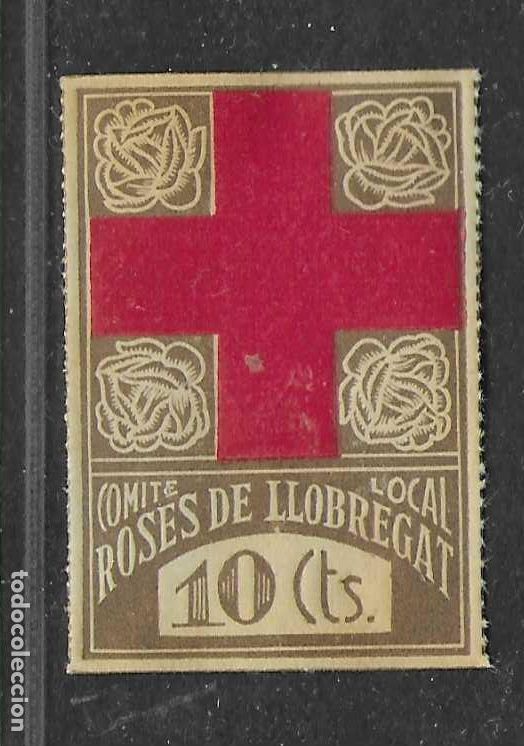 COMITE LOCAL
ROSES DE LLOBREGAT
10 Cts.
todocoleccion